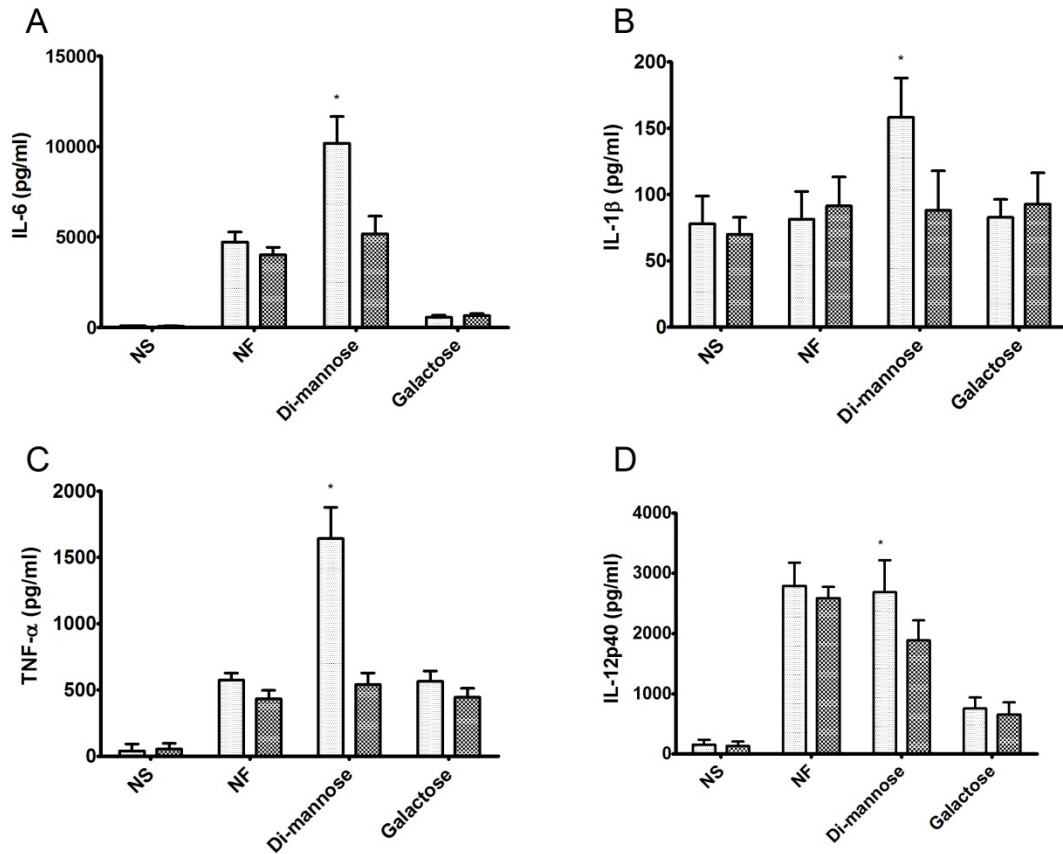 A
IL-6 (pg/ml)
15000
10000
5000
0
*
NS
NF
Di-mannose
Galactose
B
IL-1β (pg/ml)
200
150
100
50
0
*
NS
NF
Di-mannose
Galactose
C
TNF-α (pg/ml)
2000
1500
1000
500
0
*
NS
NF
Di-mannose
Galactose
D
IL-12p40 (pg/ml)
4000
3000
2000
1000
0
*
NS
NF
Di-mannose
Galactose